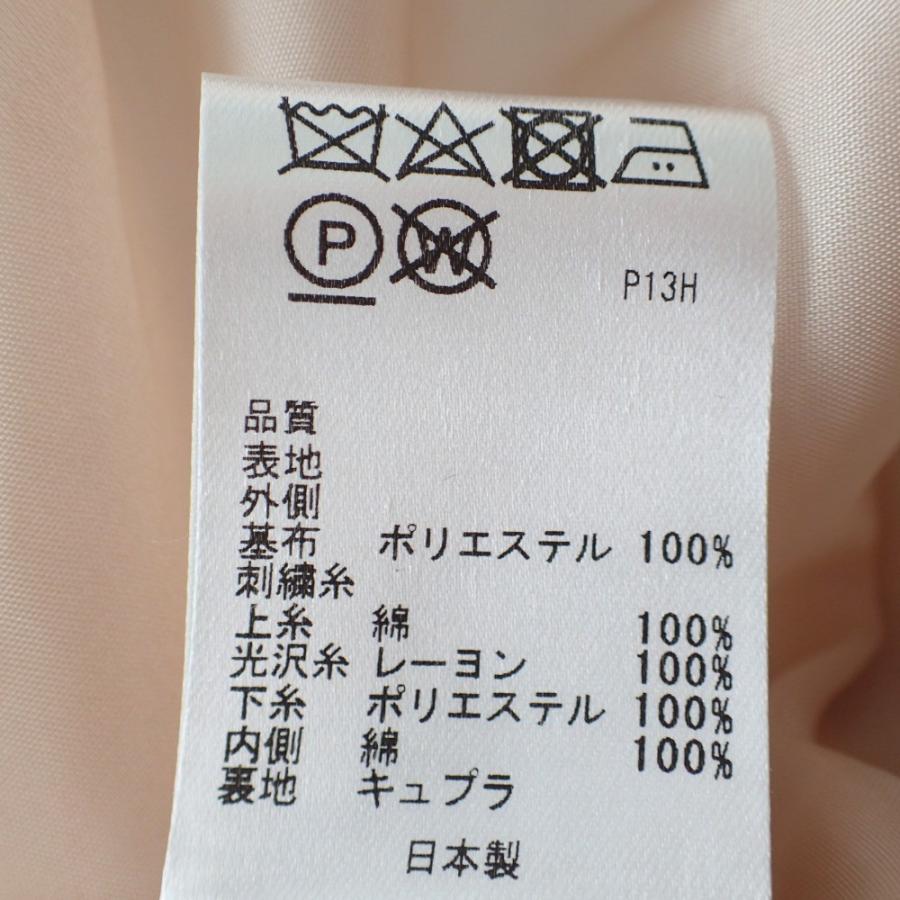 P
W
P13H
品質
表地
外側
基布 ポリエステル 100%
刺繍糸
上糸 綿 100%
光沢糸 レーヨン 100%
下糸 ポリエステル 100%
内側 綿 100%
裏地 キュプラ
日本製